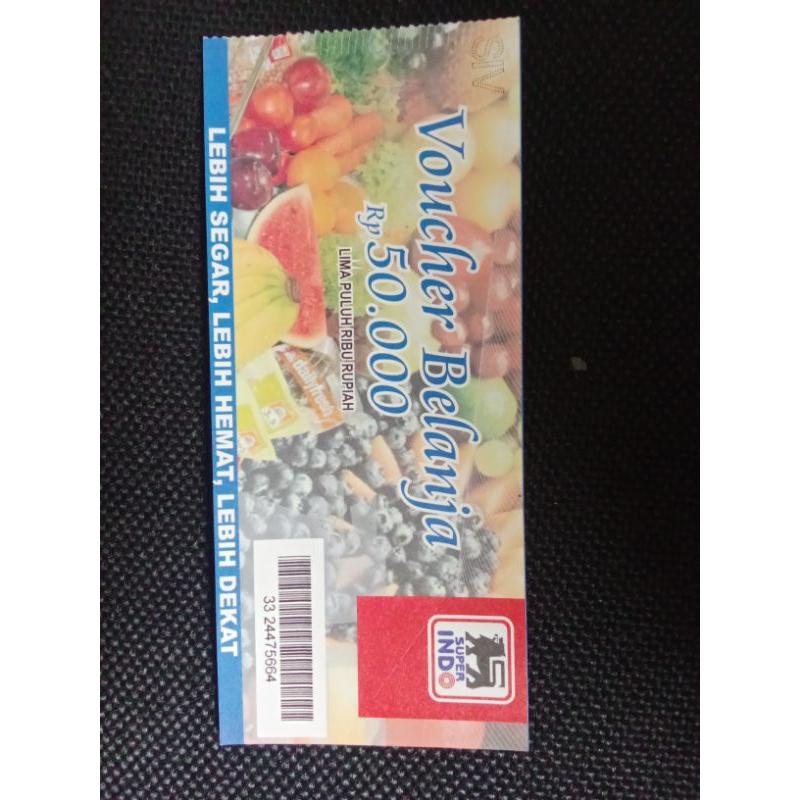 SIV
Voucher Belanja
Rp 50.000
LIMA PULUH RIBU RUPIAH
SUPER
INDO
33 24475664
LEBIH SEGAR, LEBIH HEMAT, LEBIH DEKAT